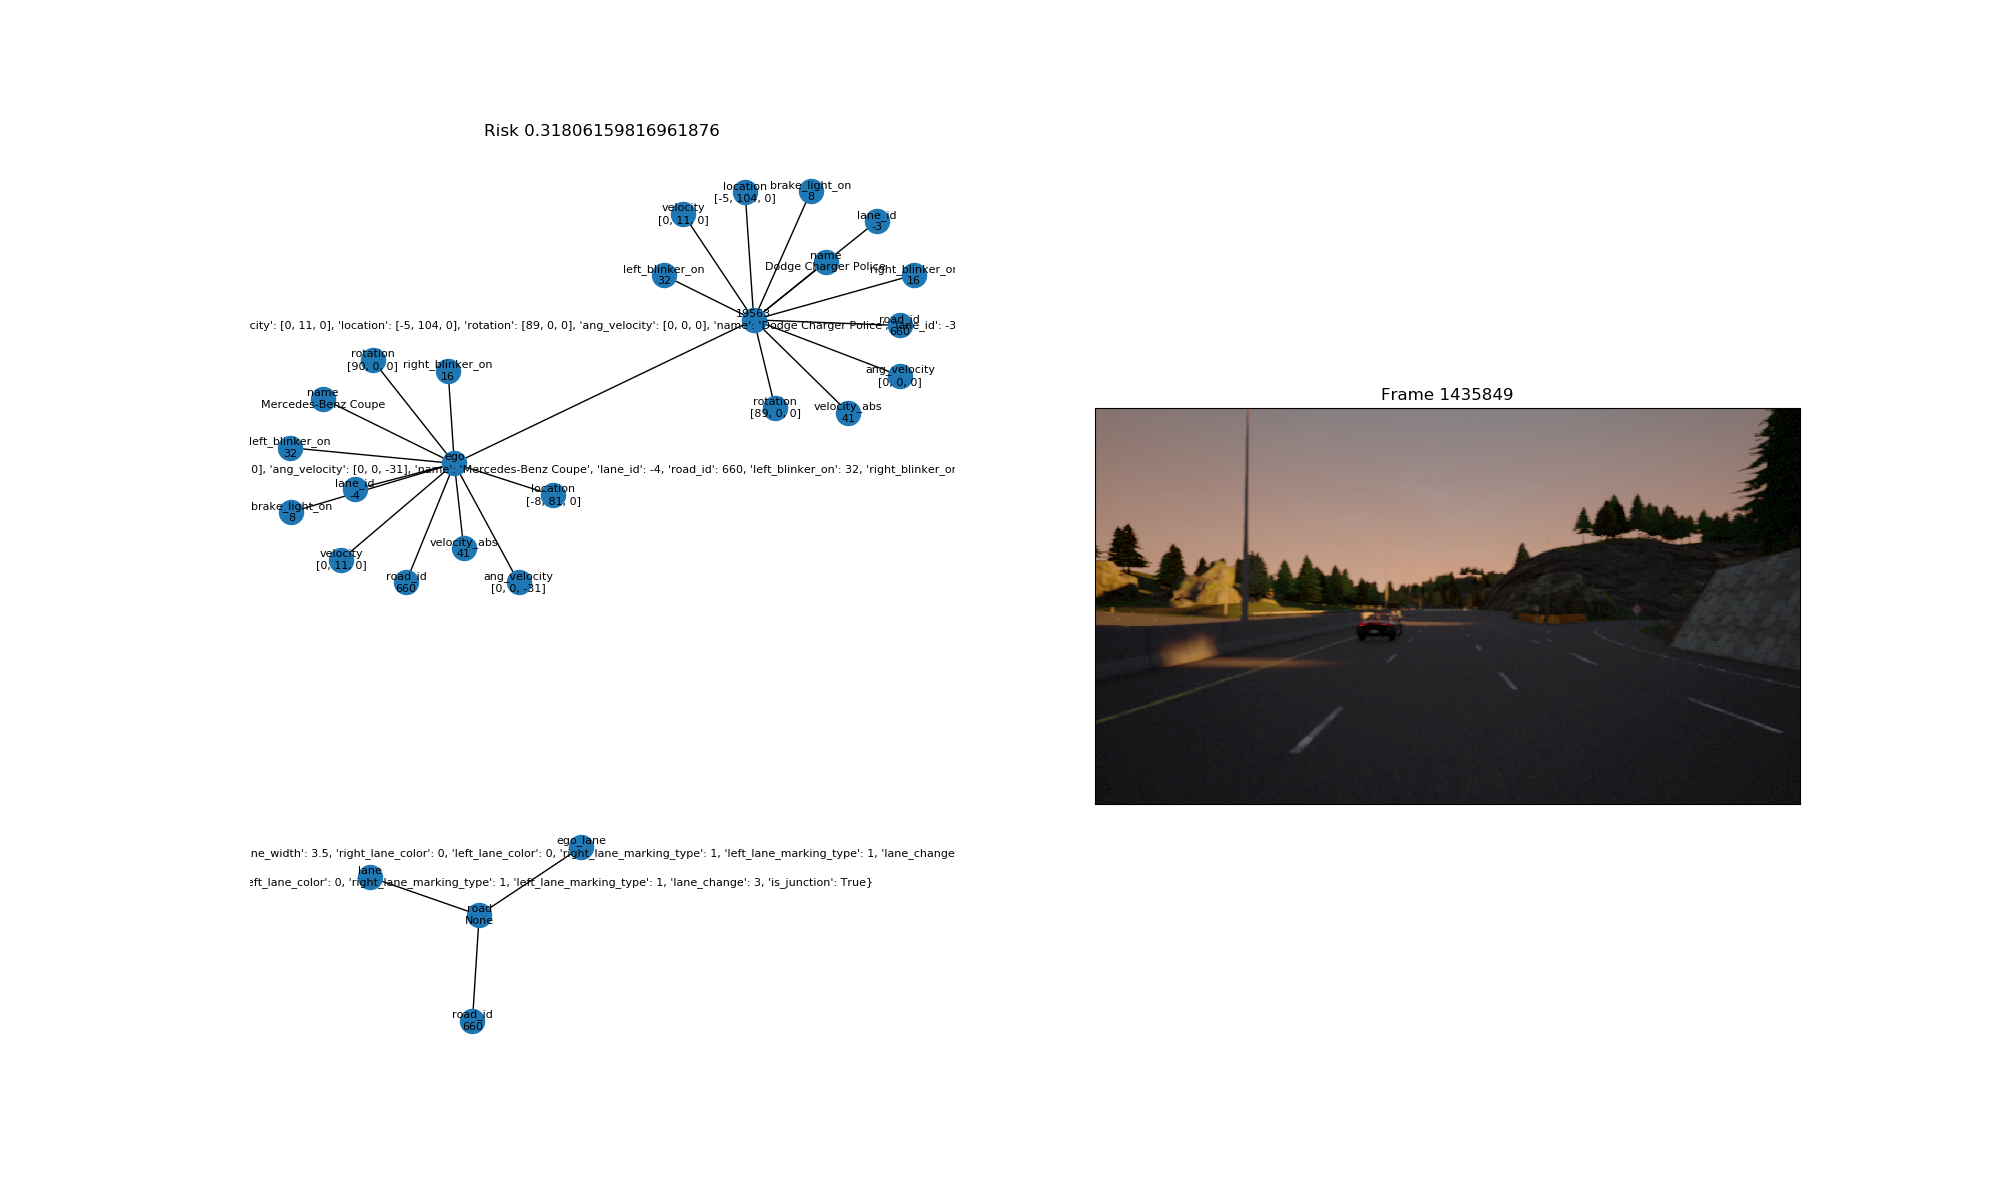 Risk 0.31806159816961876
location
[-5, 104, 0]
brake_light_on
8
velocity
[0, 11, 0]
lane_id
-3
name
Dodge Charger Police
left_blinker_on
32
right_blinker_on
16
19563
city': [0, 11, 0], 'location': [-5, 104, 0], 'rotation': [89, 0, 0], 'ang_velocity': [0, 0, 0], 'name': 'Dodge Charger Police', 'lane_id': -3
road_id
660
rotation
[90, 0, 0]
right_blinker_on
16
ang_velocity
[0, 0, 0]
name
Mercedes-Benz Coupe
rotation
[89, 0, 0]
velocity_abs
41
Frame 1435849
left_blinker_on
32
ego
0], 'ang_velocity': [0, 0, -31], 'name': 'Mercedes-Benz Coupe', 'lane_id': -4, 'road_id': 660, 'left_blinker_on': 32, 'right_blinker_or
lane_id
-4
location
[-8, 81, 0]
brake_light_on
8
velocity
[0, 11, 0]
velocity_abs
41
road_id
660
ang_velocity
[0, 0, -31]
ego_lane
ne_width': 3.5, 'right_lane_color': 0, 'left_lane_color': 0, 'right_lane_marking_type': 1, 'left_lane_marking_type': 1, 'lane_change
lane
eft_lane_color': 0, 'right_lane_marking_type': 1, 'left_lane_marking_type': 1, 'lane_change': 3, 'is_junction': True}
road
None
road_id
660